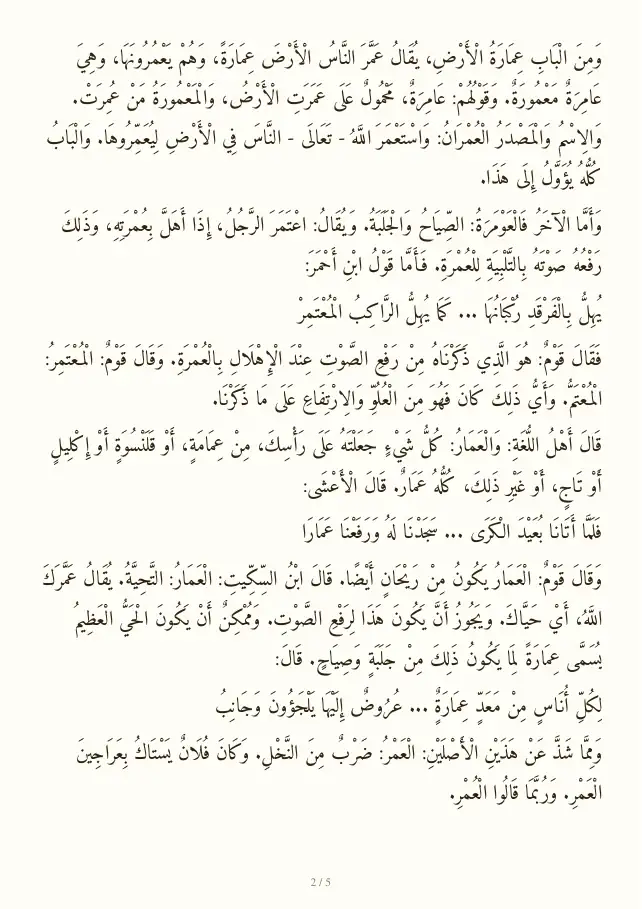 وَمِنَ الْبَابِ عِمَارَةُ الْأَرْضِ، يُقَالُ عَمَّرَ النَّاسُ الْأَرْضَ عِمَارَةً، وَهُمْ يَعْمُرُونَهَا، وَهِيَ
عَامِرَةٌ مَعْمُورَةٌ. وَقَوْلُهُمْ: عَامِرَةٌ، مَحْمُولٌ عَلَى عَمَرَتِ الْأَرْضُ، وَالْمَعْمُورَةُ مَنْ عُمِرَتْ.
وَالِاسْمُ وَالْمَصْدَرُ الْعُمْرَانُ: وَاسْتَعْمَرَ اللَّهُ - تَعَالَى - النَّاسَ فِي الْأَرْضِ لِيَعْمُرُوهَا. وَالْبَابُ
كُلُّهُ يُؤَوَّلُ إِلَى هَذَا.
وَأَمَّا الْآخَرُ فَالْعَوْمَرَةُ: الصِّيَاحُ وَالْجَلَبَةُ. وَيُقَالُ: اعْتَمَرَ الرَّجُلُ، إِذَا أَهَلَّ بِعُمْرَتِهِ، وَذَلِكَ
رَفْعُهُ صَوْتَهُ بِالتَّلْبِيَةِ لِلْعُمْرَةِ. فَأَمَّا قَوْلُ ابْنِ أَحْمَرَ:
يُهِلُّ بِالْفَرْقَدِ رُكْبَانُهَا ... كَمَا يُهِلُّ الرَّاكِبُ الْمُعْتَمِرْ
فَقَالَ قَوْمٌ: هُوَ الَّذِي ذَكَرْنَاهُ مِنْ رَفْعِ الصَّوْتِ عِنْدَ الْإِهْلَالِ بِالْعُمْرَةِ. وَقَالَ قَوْمٌ: الْمُعْتَمِرُ:
الْمُعْتَمُّ. وَأَيُّ ذَلِكَ كَانَ فَهُوَ مِنَ الْعُلُوِّ وَالِارْتِفَاعِ عَلَى مَا ذَكَرْنَا.
قَالَ أَهْلُ اللُّغَةِ: وَالْعَمَارُ: كُلُّ شَيْءٍ جَعَلْتَهُ عَلَى رَأْسِكَ، مِنْ عِمَامَةٍ، أَوْ قَلَنْسُوَةٍ أَوْ إِكْلِيلٍ
أَوْ تَاجٍ، أَوْ غَيْرِ ذَلِكَ، كُلُّهُ عَمَارٌ. قَالَ الْأَعْشَى:
فَلَمَّا أَتَانَا بُعَيْدَ الْكَرَى ... سَجَدْنَا لَهُ وَرَفَعْنَا عَمَارَا
وَقَالَ قَوْمٌ: الْعَمَارُ يَكُونُ مِنْ رَيْحَانٍ أَيْضًا. قَالَ ابْنُ السِّكِّيتِ: الْعَمَارُ: التَّحِيَّةُ. يُقَالُ عَمَّرَكَ
اللَّهُ، أَيْ حَيَّاكَ. وَيَجُوزُ أَنَّ يَكُونَ هَذَا لِرَفْعِ الصَّوْتِ. وَمُمْكِنٌ أَنْ يَكُونَ الْحَيُّ الْعَظِيمُ
يُسَمَّى عِمَارَةً لِمَا يَكُونُ ذَلِكَ مِنْ جَلَبَةٍ وَصِيَاحٍ. قَالَ:
لِكُلِّ أُنَاسٍ مِنْ مَعَدٍّ عِمَارَةٌ ... عُرُوضٌ إِلَيْهَا يَلْجَؤُونَ وَجَانِبُ
وَمِمَّا شَذَّ عَنْ هَذَيْنِ الْأَصْلَيْنِ: الْعَمْرُ: ضَرْبٌ مِنَ النَّخْلِ. وَكَانَ فُلَانٌ يَسْتَاكُ بِعَرَاجِينَ
الْعَمْرِ. وَرُبَّمَا قَالُوا الْعُمْرِ.
2 / 5